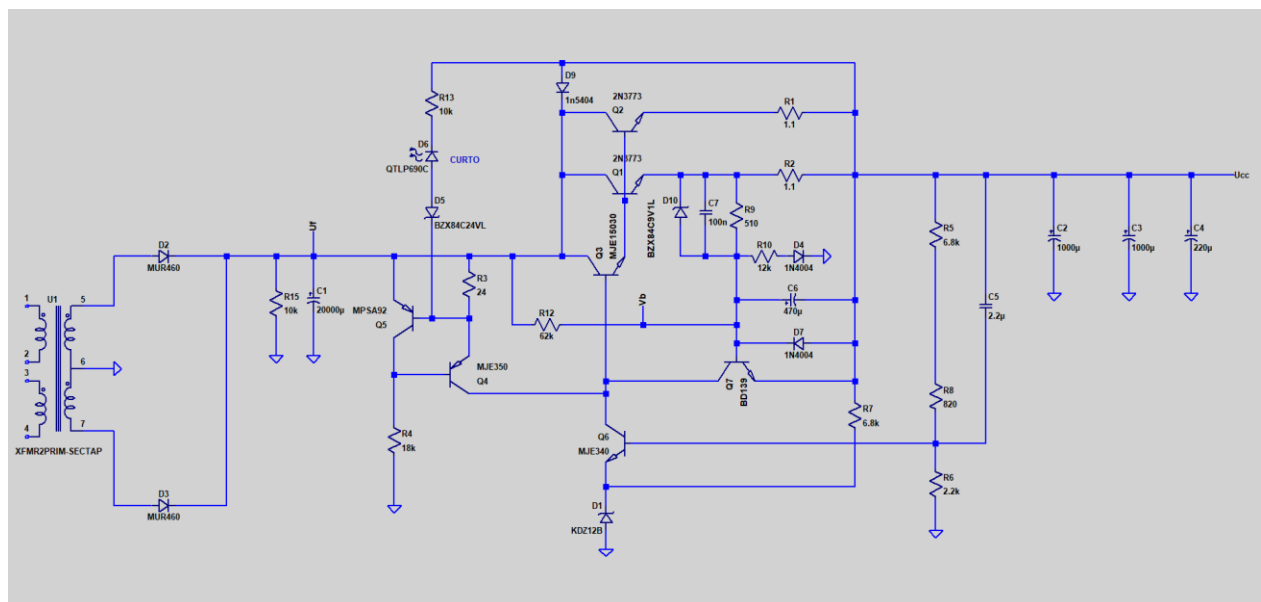 D9
1n5404
2N3773
Q2
R1
1.1
R13
10k
D6
CURTO
QTLP690C
2N3773
Q1
R2
1.1
D5
BZX84C24VL
D10
C7
100n
R9
510
BZX84C9V1L
MJE15030
Q3
R10
12k
D4
1N4004
Uf
Ucc
D2
MUR460
R5
6.8k
C2
1000µ
C3
1000µ
C4
220µ
R3
24
R15
10k
C1
20000µ
MPSA92
Q5
R12
62k
Vb
C6
470µ
C5
2.2µ
1
U1
5
2
6
3
4
7
XFMR2PRIM-SECTAP
D7
1N4004
MJE350
Q4
Q7
BD139
R7
6.8k
R8
820
R4
18k
Q6
MJE340
R6
2.2k
D3
MUR460
D1
KDZ12B